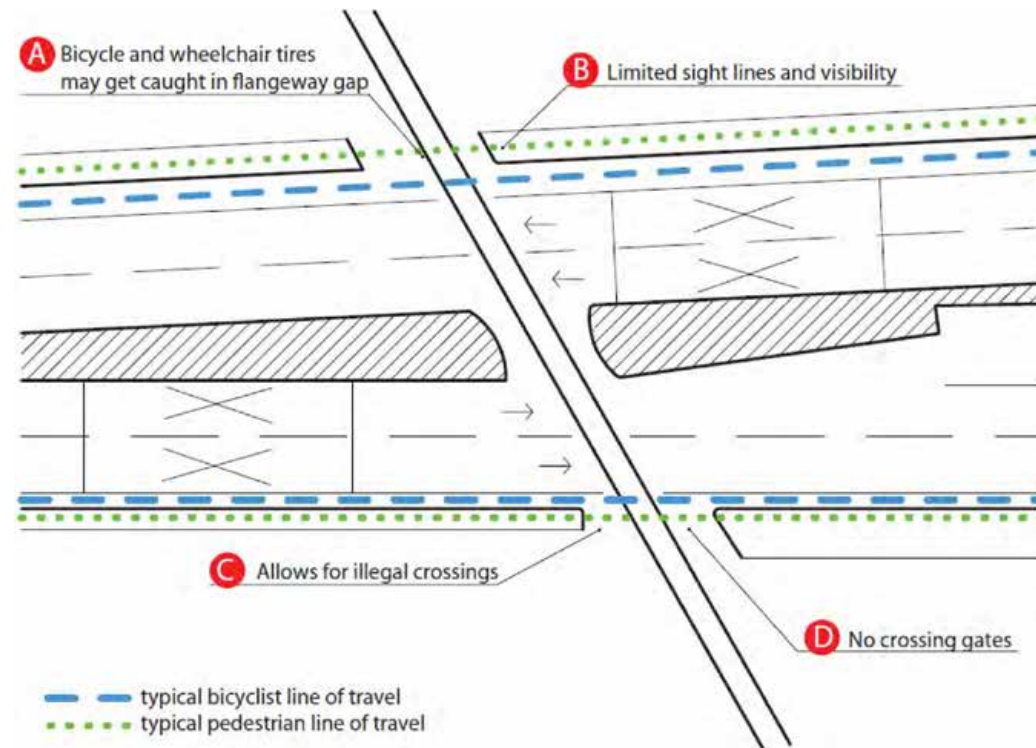 A Bicycle and wheelchair tires
may get caught in flangeway gap
B Limited sight lines and visibility
C Allows for illegal crossings
D No crossing gates
typical bicyclist line of travel
typical pedestrian line of travel